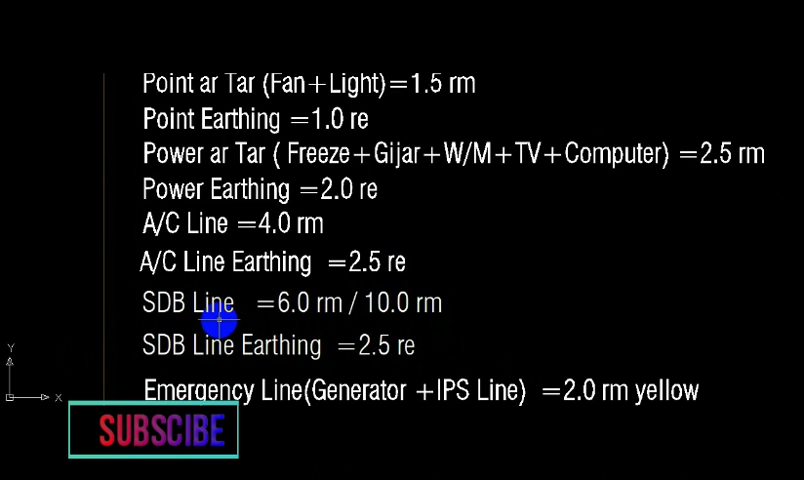 Point ar Tar (Fan+Light)=1.5 rm
Point Earthing =1.0 re
Power ar Tar ( Freeze+Gijar+W/M+TV+Computer) =2.5 rm
Power Earthing =2.0 re
A/C Line =4.0 rm
A/C Line Earthing =2.5 re
SDB Line =6.0 rm / 10.0 rm
SDB Line Earthing =2.5 re
Emergency Line(Generator +IPS Line) =2.0 rm yellow
Y
X
SUBSCIBE